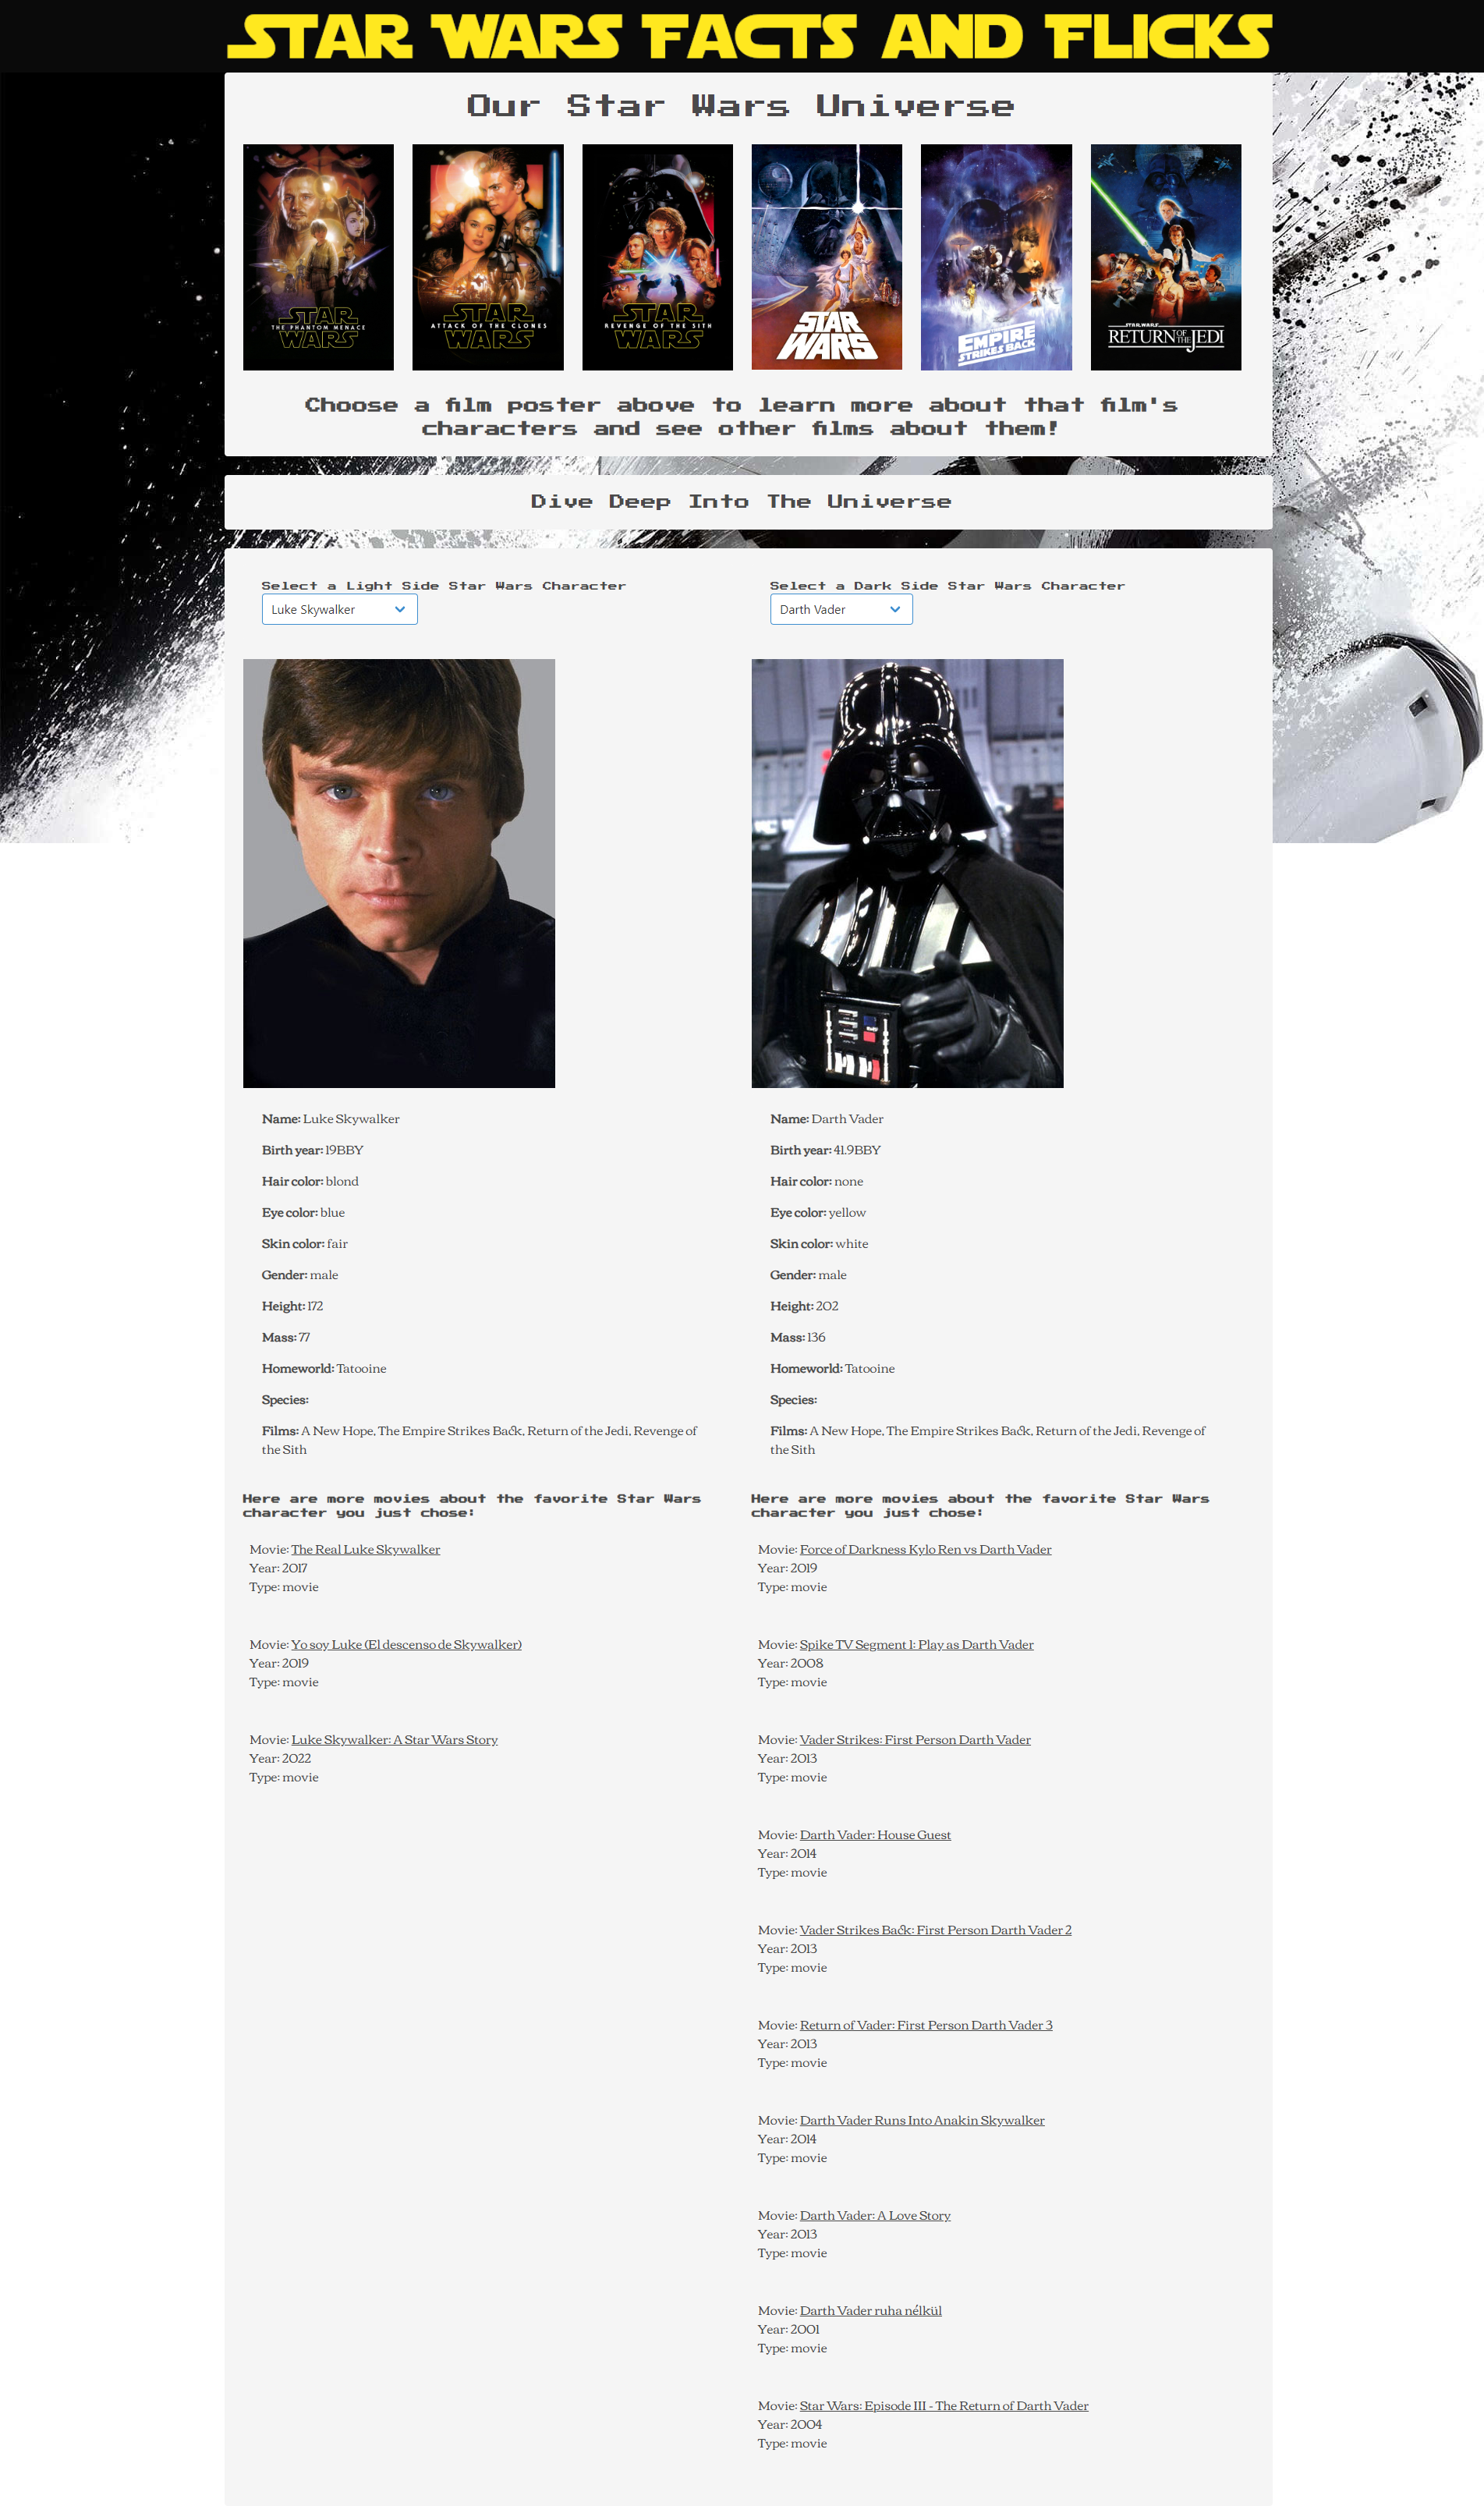 STAR WARS FACTS AND FLICKS
Our Star Wars Universe
STAR
THE PHANTOM MENACE
WARS
STAR
ATTACK OF THE CLONES
WARS
STAR
REVENGE OF THE SITH
WARS
STAR
WARS
EMPIRE
STRIKES BACK
STAR WARS
RETURN OF THE JEDI
Choose a film poster above to learn more about that film's
characters and see other films about them!
Dive Deep Into The Universe
Select a Light Side Star Wars Character
Luke Skywalker
Name: Luke Skywalker
Birth year: 19BBY
Hair color: blond
Eye color: blue
Skin color: fair
Gender: male
Height: 172
Mass: 77
Homeworld: Tatooine
Species:
Films: A New Hope, The Empire Strikes Back, Return of the Jedi, Revenge of
the Sith
Here are more movies about the favorite Star Wars
character you just chose:
Movie: The Real Luke Skywalker
Year: 2017
Type: movie
Movie: Yo soy Luke (El descenso de Skywalker)
Year: 2019
Type: movie
Movie: Luke Skywalker: A Star Wars Story
Year: 2022
Type: movie
Select a Dark Side Star Wars Character
Darth Vader
Name: Darth Vader
Birth year: 41.9BBY
Hair color: none
Eye color: yellow
Skin color: white
Gender: male
Height: 202
Mass: 136
Homeworld: Tatooine
Species:
Films: A New Hope, The Empire Strikes Back, Return of the Jedi, Revenge of
the Sith
Here are more movies about the favorite Star Wars
character you just chose:
Movie: Force of Darkness Kylo Ren vs Darth Vader
Year: 2019
Type: movie
Movie: Spike TV Segment 1: Play as Darth Vader
Year: 2008
Type: movie
Movie: Vader Strikes: First Person Darth Vader
Year: 2013
Type: movie
Movie: Darth Vader: House Guest
Year: 2014
Type: movie
Movie: Vader Strikes Back: First Person Darth Vader 2
Year: 2013
Type: movie
Movie: Return of Vader: First Person Darth Vader 3
Year: 2013
Type: movie
Movie: Darth Vader Runs Into Anakin Skywalker
Year: 2014
Type: movie
Movie: Darth Vader: A Love Story
Year: 2013
Type: movie
Movie: Darth Vader ruha nélkül
Year: 2001
Type: movie
Movie: Star Wars: Episode III - The Return of Darth Vader
Year: 2004
Type: movie